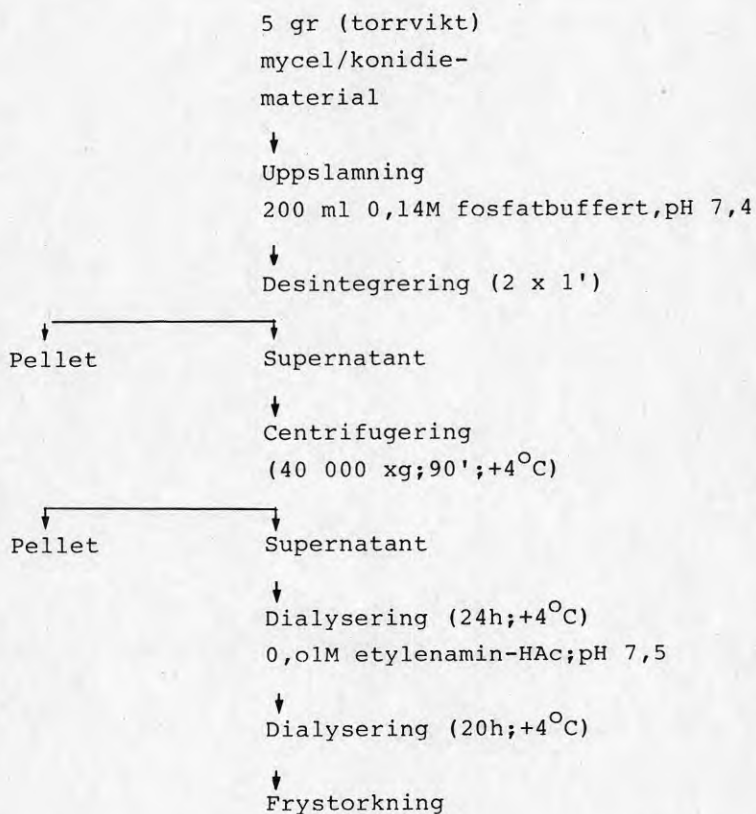 5 gr (torrvikt)
mycel/konidie-
material
Uppslamning
200 ml 0,14M fosfatbuffert,pH 7,4
Desintegrering (2 x 1')
Pellet Supernatant
Centrifugering
(40 000 xg;90';+4°C)
Pellet Supernatant
Dialysering (24h;+4°C)
0,o1M etylenamin-HAc;pH 7,5
Dialysering (20h;+4°C)
Frystorkning